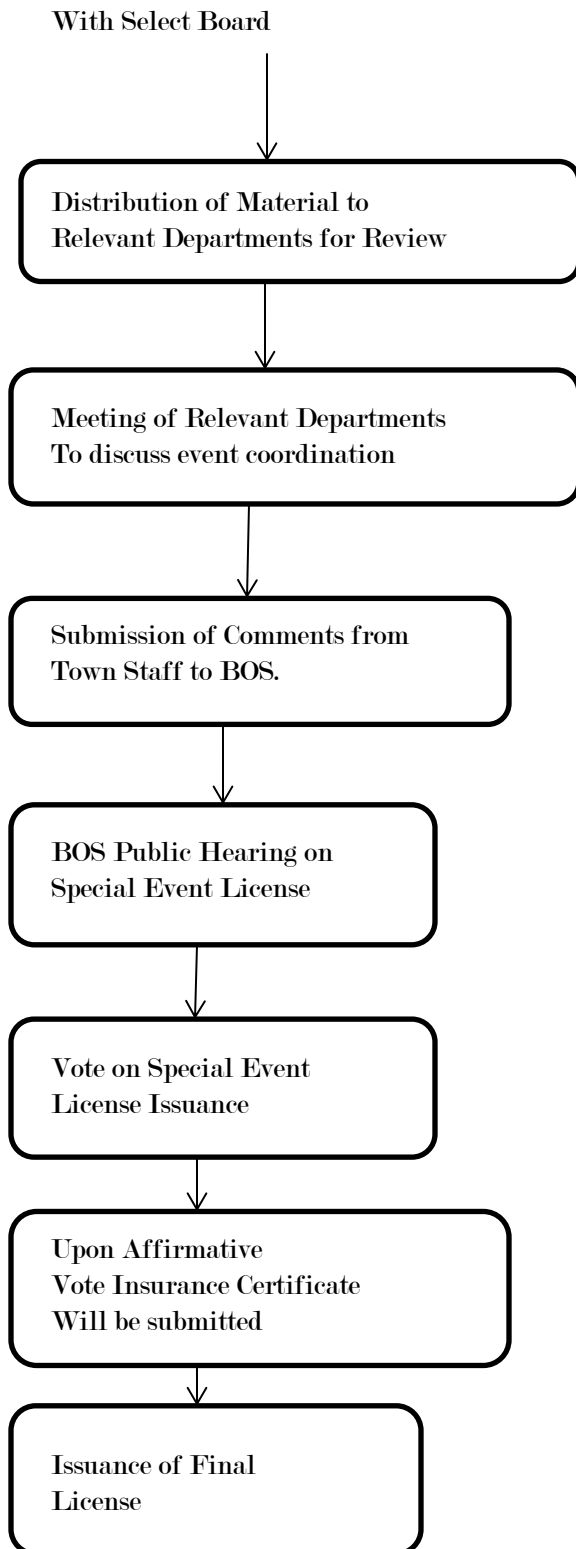 With Select Board
Distribution of Material to
Relevant Departments for Review
Meeting of Relevant Departments
To discuss event coordination
Submission of Comments from
Town Staff to BOS.
BOS Public Hearing on
Special Event License
Vote on Special Event
License Issuance
Upon Affirmative
Vote Insurance Certificate
Will be submitted
Issuance of Final
License